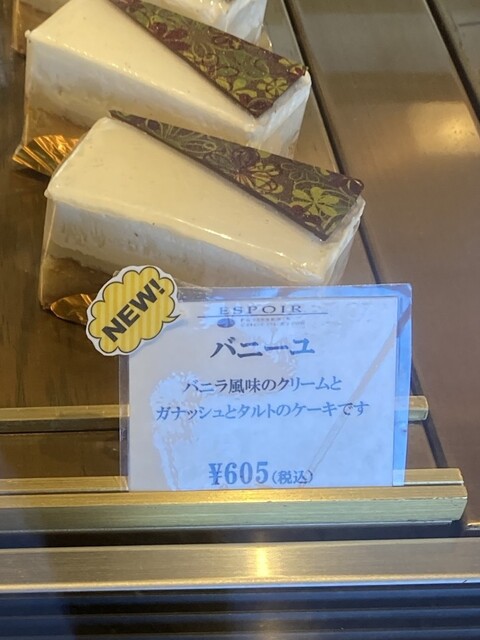 NEW!
ESPOIR
バニーユ
バニラ風味のクリームと
ガナッシュとタルトのケーキです
¥605(税込)